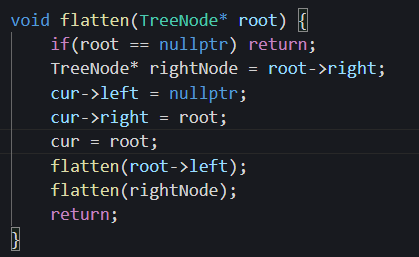 void flatten(TreeNode* root) {
    if(root == nullptr) return;
    TreeNode* rightNode = root->right;
    cur->left = nullptr;
    cur->right = root;
    cur = root;
    flatten(root->left);
    flatten(rightNode);
    return;
}